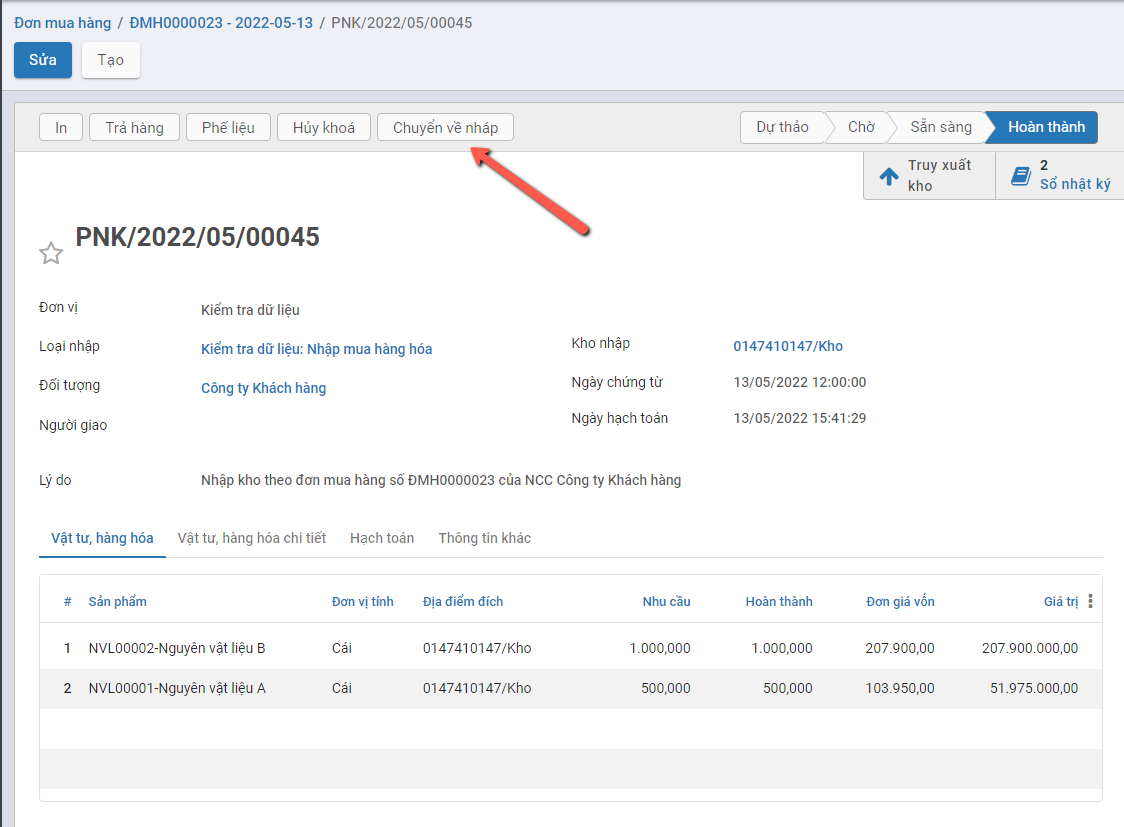 Đơn mua hàng / ĐMH0000023 - 2022-05-13 / PNK/2022/05/00045
Sửa Tạo
In Trả hàng Phế liệu Hủy khoá Chuyển về nháp Dự thảo Chờ Sẵn sàng Hoàn thành
Truy xuất kho
2 Sổ nhật ký
PNK/2022/05/00045
Đơn vị Kiểm tra dữ liệu
Loại nhập Kiểm tra dữ liệu: Nhập mua hàng hóa
Đối tượng Công ty Khách hàng
Người giao
Kho nhập 0147410147/Kho
Ngày chứng từ 13/05/2022 12:00:00
Ngày hạch toán 13/05/2022 15:41:29
Lý do Nhập kho theo đơn mua hàng số ĐMH0000023 của NCC Công ty Khách hàng
Vật tư, hàng hóa Vật tư, hàng hóa chi tiết Hạch toán Thông tin khác
# Sản phẩm Đơn vị tính Địa điểm đích Nhu cầu Hoàn thành Đơn giá vốn Giá trị
1 NVL00002-Nguyên vật liệu B Cái 0147410147/Kho 1.000,000 1.000,000 207.900,00 207.900.000,00
2 NVL00001-Nguyên vật liệu A Cái 0147410147/Kho 500,000 500,000 103.950,00 51.975.000,00